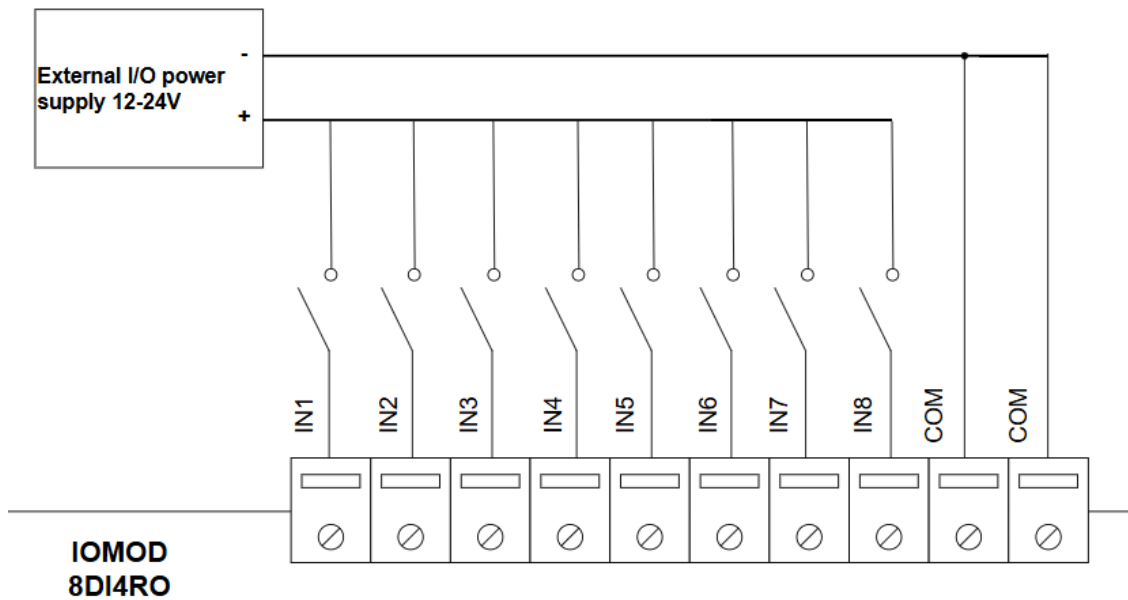 -
External I/O power
supply 12-24V
+
IN1
IN2
IN3
IN4
IN5
IN6
IN7
IN8
COM
COM
IOMOD
8DI4RO